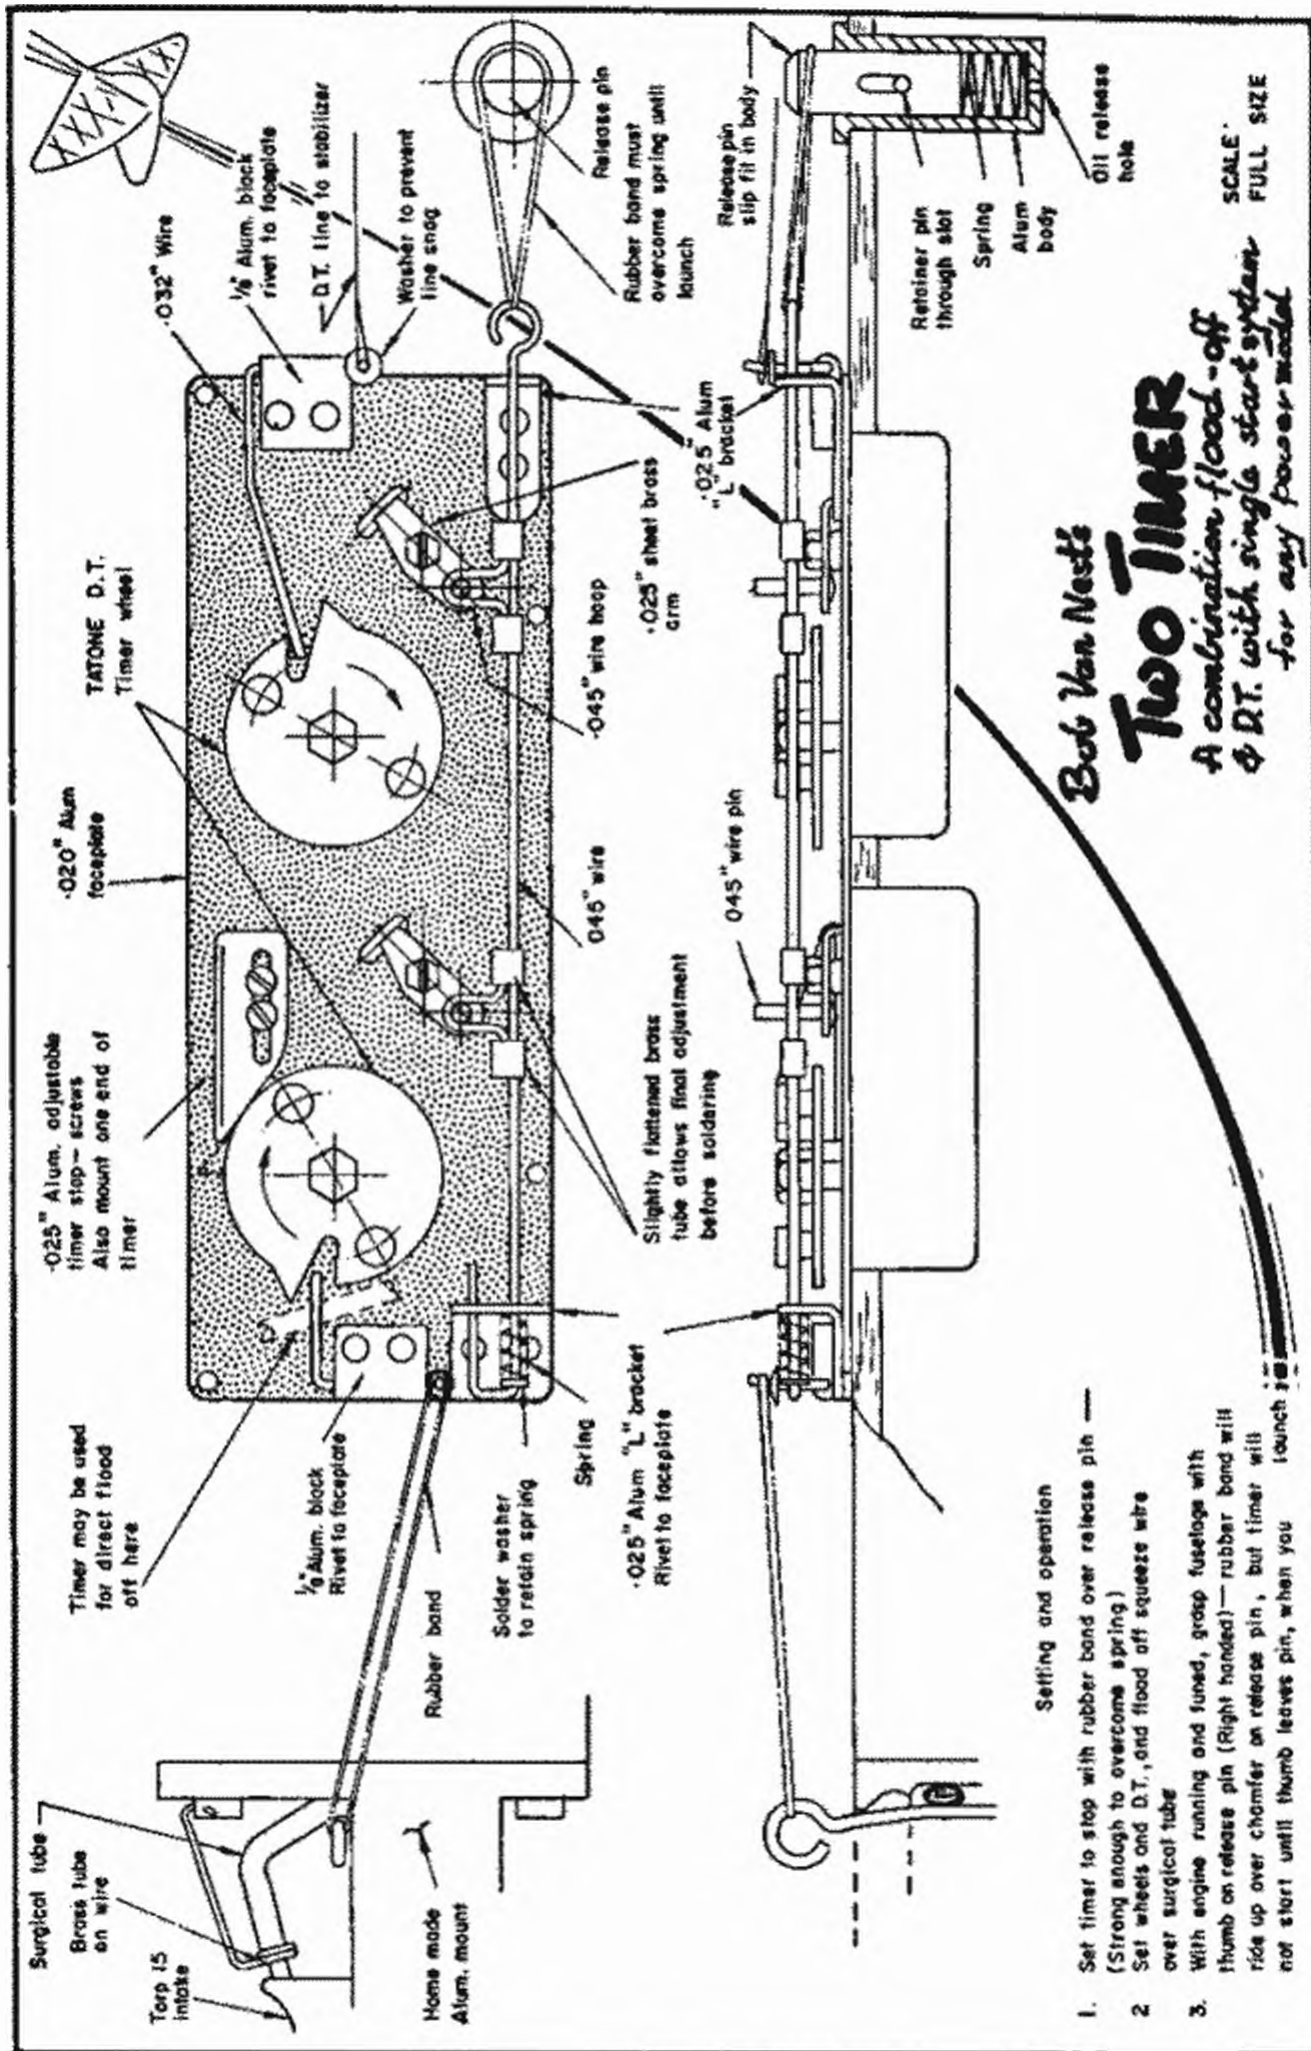 Surgical tube
Brass tube
on wire
Torp 15
intake
Home made
Alum. mount
Timer may be used
for direct flood
off here
1/8" Alum. block
Rivet to faceplate
Rubber band
Solder washer
to retain spring
Spring
.025" Alum "L" bracket
Rivet to faceplate
.025" Alum. adjustable
timer stop - screws
Also mount one end of
timer
.020" Alum
faceplate
TATONE D.T.
Timer wheel
.032" Wire
1/8" Alum. block
rivet to faceplate
D.T. line to stabilizer
Washer to prevent
line snag
Release pin
Rubber band must
overcome spring until
launch
Slightly flattened brass
tube allows final adjustment
before soldering
.045" wire
.045" wire hoop
.025" sheet brass
arm
.025" Alum
"L" bracket
.045" wire pin
Release pin
slip fit in body
Retainer pin
through slot
Spring
Alum
body
Oil release
hole
Setting and operation
1. Set timer to stop with rubber band over release pin —
(Strong enough to overcome spring)
2 Set wheels and D.T., and flood off squeeze wire
over surgical tube
3. With engine running and tuned, grasp fuselage with
thumb on release pin (Right handed) — rubber band will
ride up over chamfer on release pin, but timer will
not start until thumb leaves pin, when you launch
Bob Van Nest's
TWO TIMER
A combination flood-off
& D.T. with single start system
for any power model
SCALE:
FULL SIZE